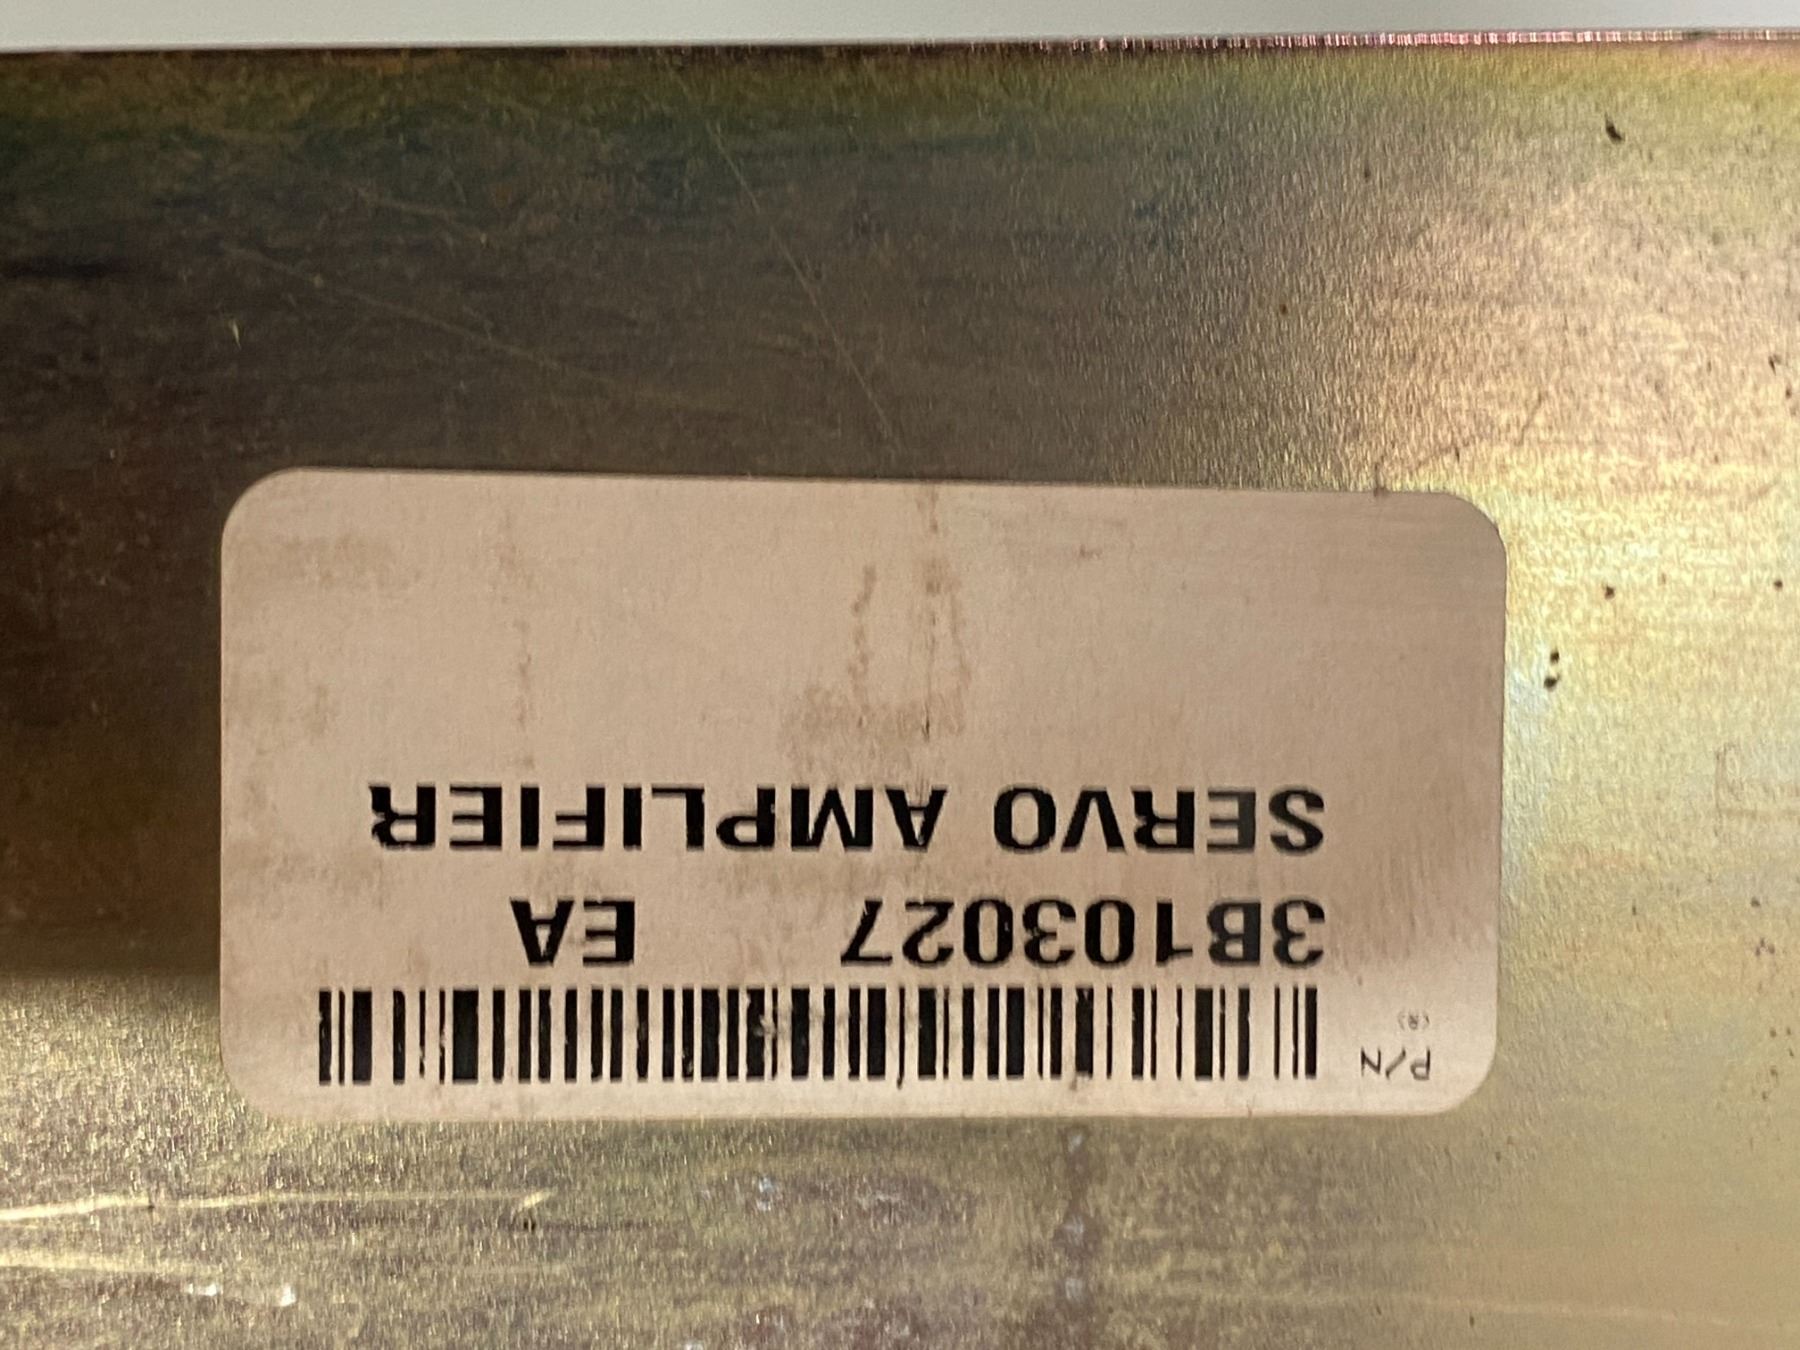 P/N
(R)
3B103027 EA
SERVO AMPLIFIER